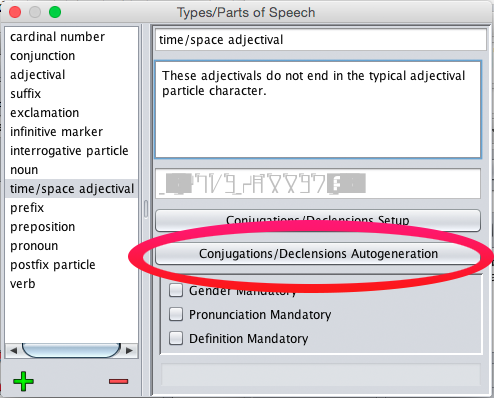 Types/Parts of Speech
cardinal number
conjunction
adjectival
suffix
exclamation
infinitive marker
interrogative particle
noun
time/space adjectival
prefix
preposition
pronoun
postfix particle
verb
time/space adjectival
These adjectivals do not end in the typical adjectival
particle character.
Conjugations/Declensions Setup
Conjugations/Declensions Autogeneration
Gender Mandatory
Pronunciation Mandatory
Definition Mandatory